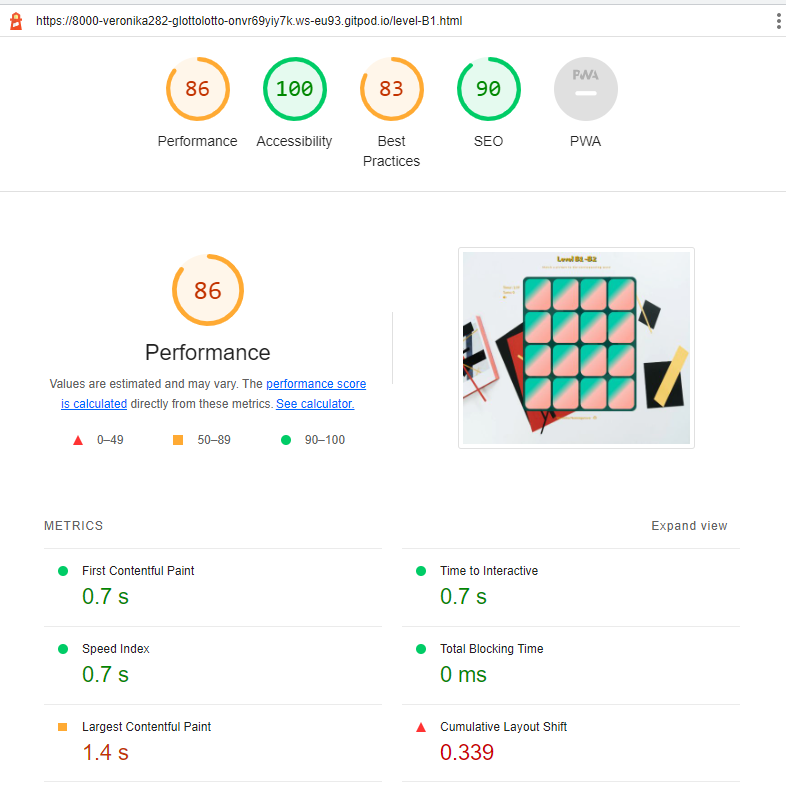 https://8000-veronika282-glottolotto-onvr69yiy7k.ws-eu93.gitpod.io/level-B1.html
86
100
83
90
PWA
Performance
Accessibility
Best
Practices
SEO
PWA
86
Performance
Values are estimated and may vary. The performance score
is calculated directly from these metrics. See calculator.
0–49
50–89
90–100
Level B1-B2
METRICS
Expand view
First Contentful Paint
0.7 s
Time to Interactive
0.7 s
Speed Index
0.7 s
Total Blocking Time
0 ms
Largest Contentful Paint
1.4 s
Cumulative Layout Shift
0.339